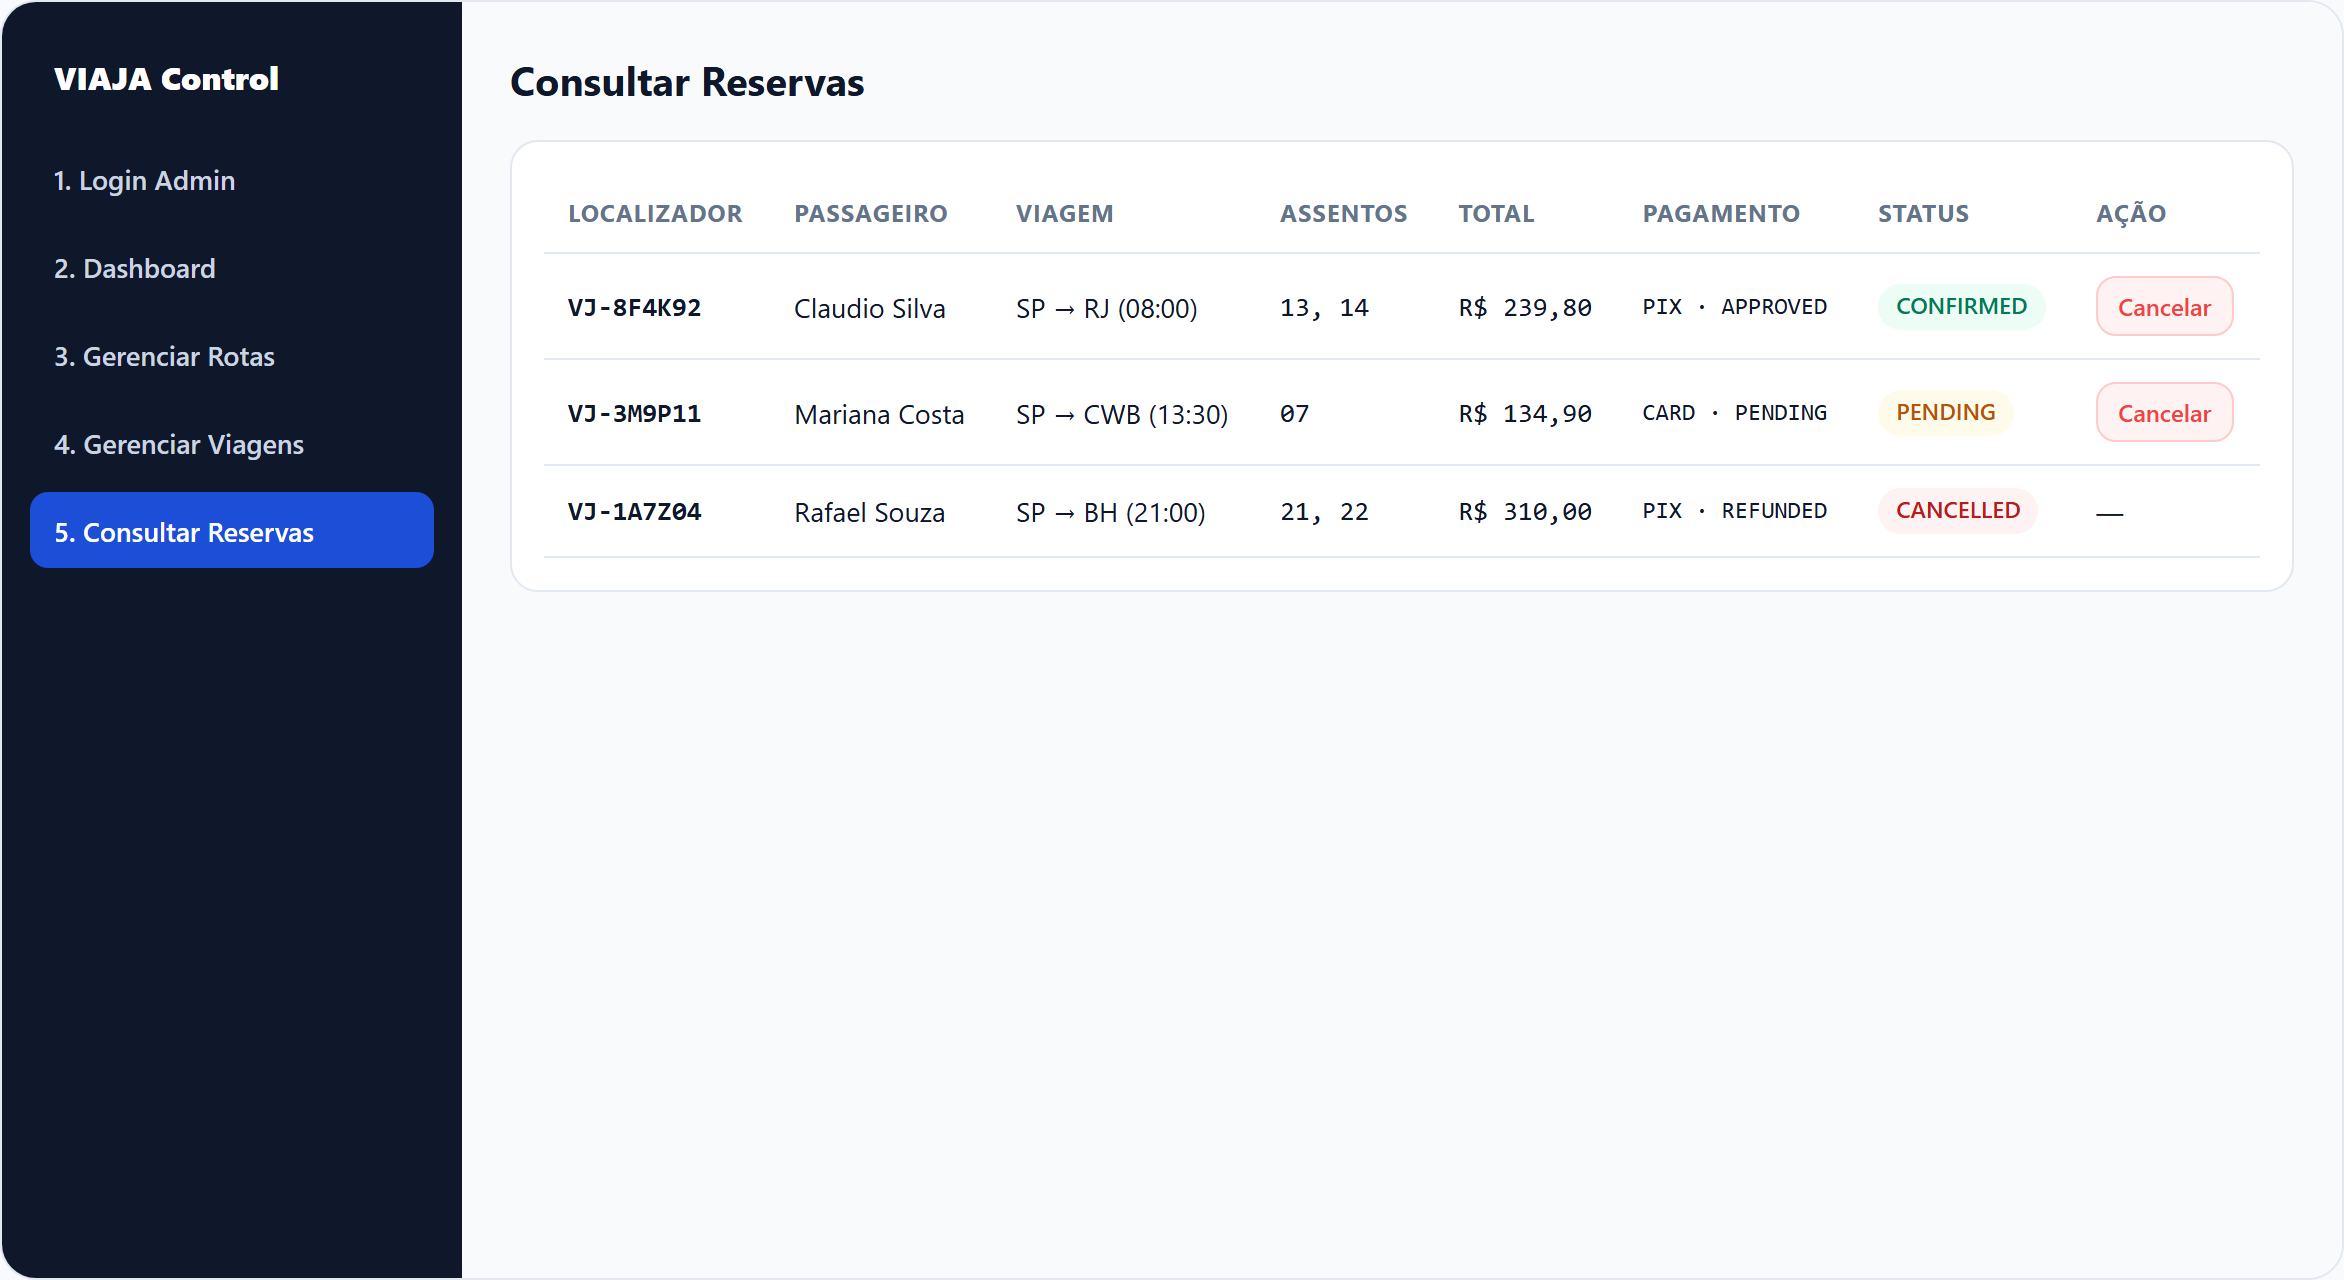 VIAJA Control
1. Login Admin
2. Dashboard
3. Gerenciar Rotas
4. Gerenciar Viagens
5. Consultar Reservas
Consultar Reservas
LOCALIZADOR PASSAGEIRO VIAGEM ASSENTOS TOTAL PAGAMENTO STATUS AÇÃO
VJ-8F4K92 Claudio Silva SP → RJ (08:00) 13, 14 R$ 239,80 PIX · APPROVED CONFIRMED Cancelar
VJ-3M9P11 Mariana Costa SP → CWB (13:30) 07 R$ 134,90 CARD · PENDING PENDING Cancelar
VJ-1A7Z04 Rafael Souza SP → BH (21:00) 21, 22 R$ 310,00 PIX · REFUNDED CANCELLED —